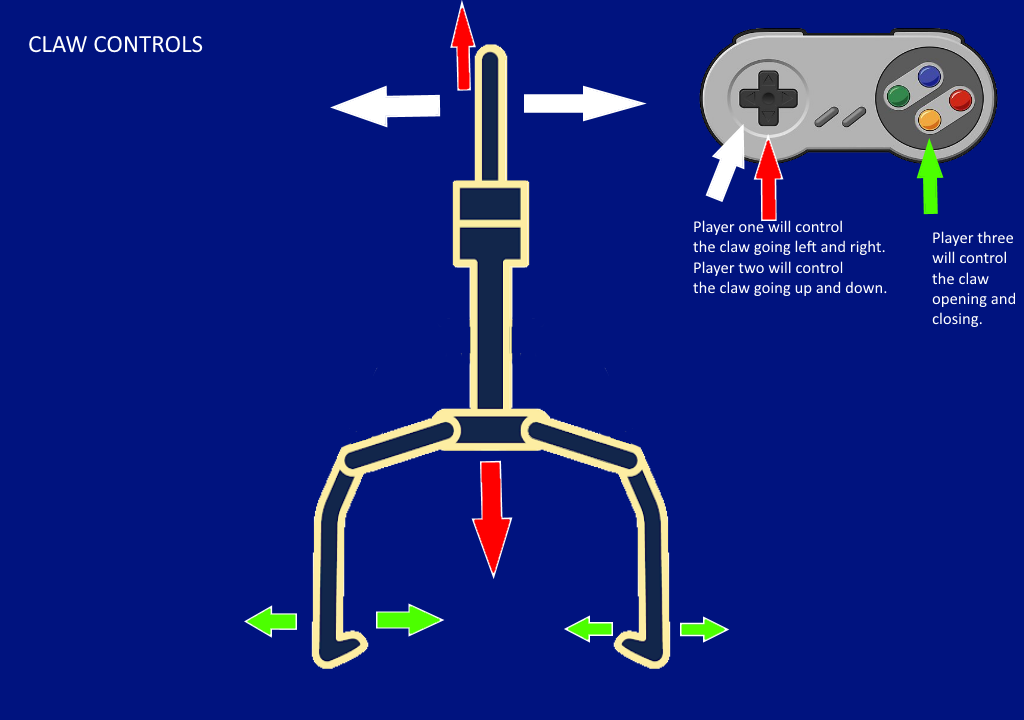 CLAW CONTROLS
Player one will control
the claw going left and right.
Player two will control
the claw going up and down.
Player three
will control
the claw
opening and
closing.